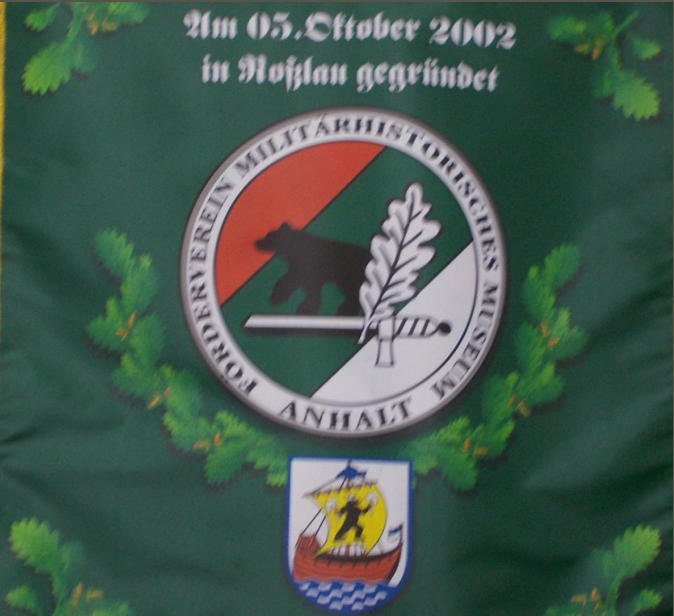 Am 05.Oktober 2002
in Roßlau gegründet
FÖRDERVEREIN MILITÄRHISTORISCHES MUSEUM
ANHALT